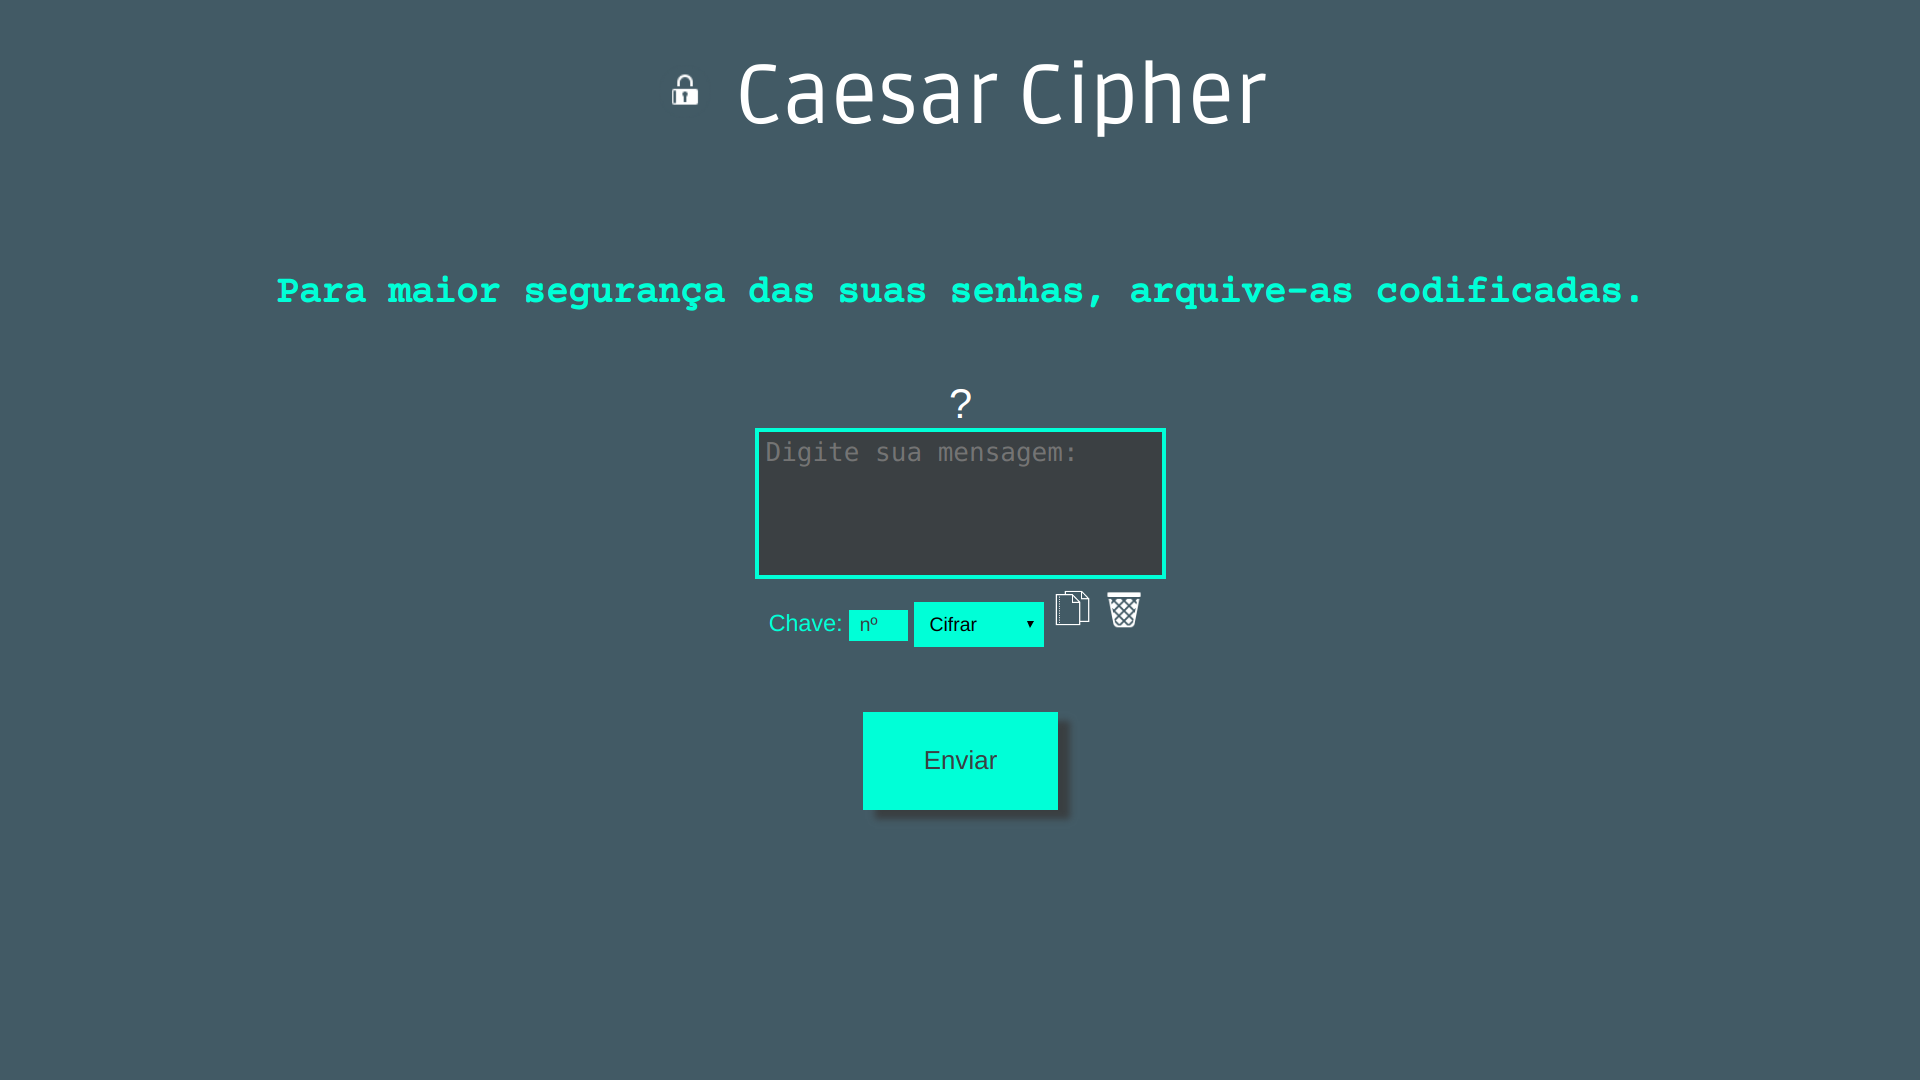 Caesar Cipher
Para maior segurança das suas senhas, arquive-as codificadas.
?
Digite sua mensagem:
Chave: nº Cifrar
Enviar